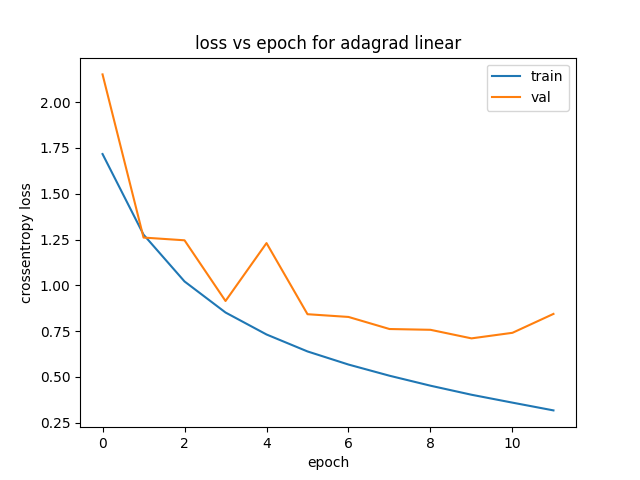 loss vs epoch for adagrad linear
train
val
crossentropy loss
2.00
1.75
1.50
1.25
1.00
0.75
0.50
0.25
0 2 4 6 8 10
epoch